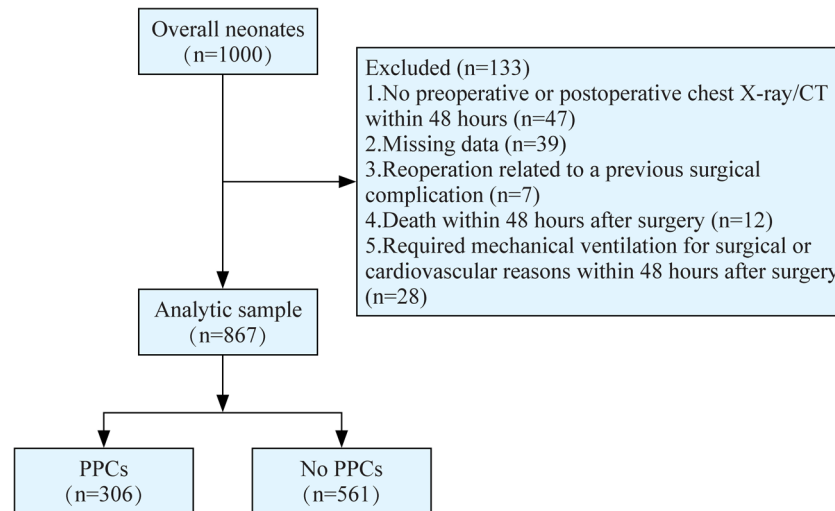 Overall neonates
(n=1000)
Excluded (n=133)
1.No preoperative or postoperative chest X-ray/CT
within 48 hours (n=47)
2.Missing data (n=39)
3.Reoperation related to a previous surgical
complication (n=7)
4.Death within 48 hours after surgery (n=12)
5.Required mechanical ventilation for surgical or
cardiovascular reasons within 48 hours after surgery
(n=28)
Analytic sample
(n=867)
PPCs
(n=306)
No PPCs
(n=561)